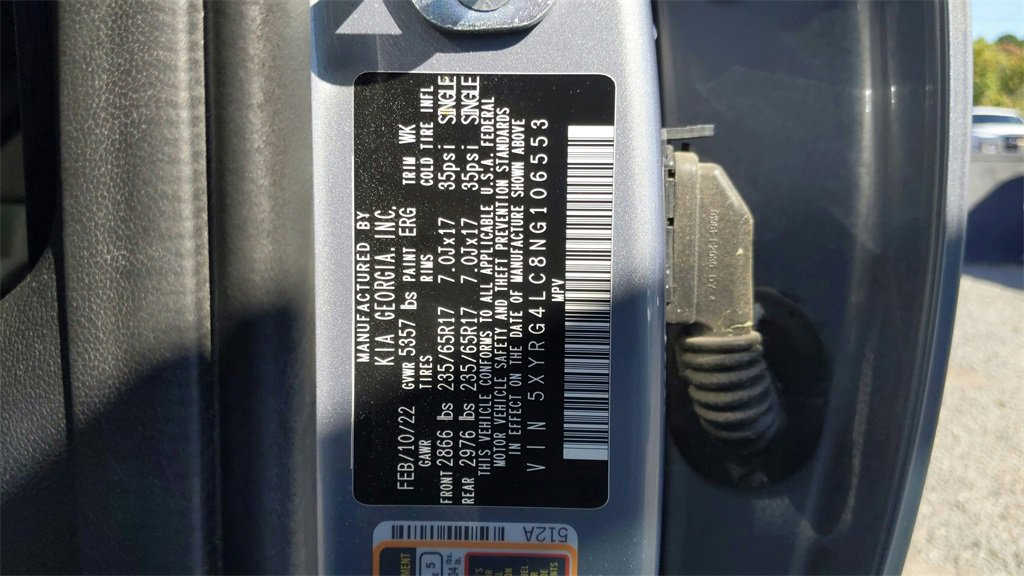 MANUFACTURED BY
KIA GEORGIA, INC.
FEB/10/22 GVWR 5357 lbs PAINT ERG TRIM WK
GAWR TIRES RIMS COLD TIRE INFL
FRONT 2866 lbs 235/65R17 7.0Jx17 35psi SINGLE
REAR 2976 lbs 235/65R17 7.0Jx17 35psi SINGLE
THIS VEHICLE CONFORMS TO ALL APPLICABLE U.S.A. FEDERAL
MOTOR VEHICLE SAFETY AND THEFT PREVENTION STANDARDS
IN EFFECT ON THE DATE OF MANUFACTURE SHOWN ABOVE
VIN 5XYRG4LC8NG106553
MPV
512A